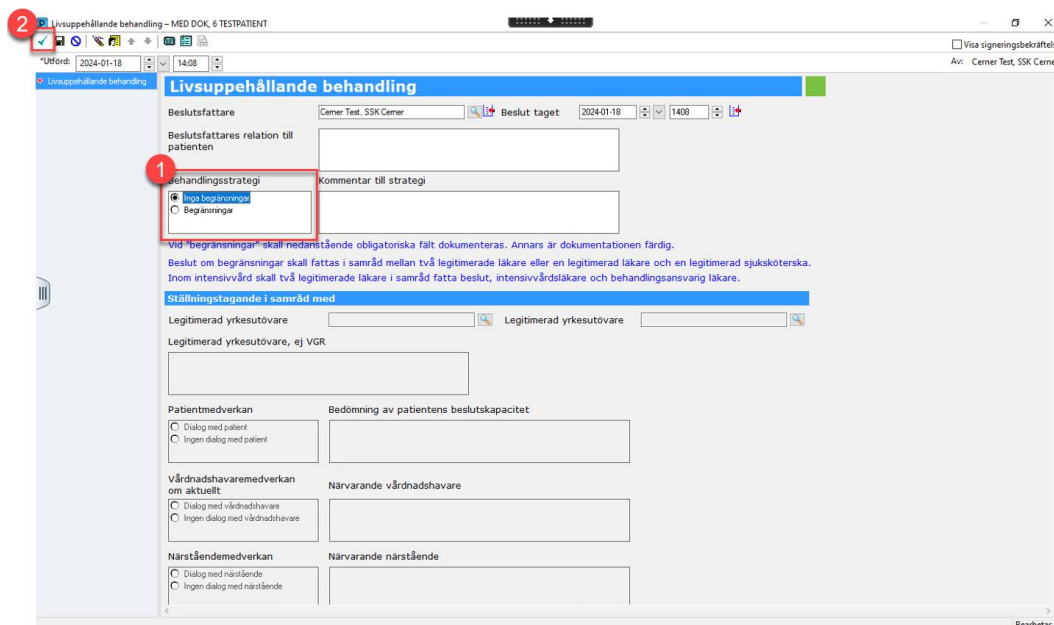 2
Livsuppehållande behandling – MED DOK, 6 TESTPATIENT
Visa signeringsbekräftels
*Utförd: 2024-01-18 14:08
Av: Cerner Test, SSK Cerne
Livsuppehållande behandling
Livsuppehållande behandling
Beslutsfattare Cerner Test, SSK Cerner Beslut taget 2024-01-18 1408
Beslutsfattares relation till
patienten
1
Behandlingsstrategi Kommentar till strategi
Inga begränsningar
Begränsningar
Vid "begränsningar" skall nedanstående obligatoriska fält dokumenteras. Annars är dokumentationen färdig.
Beslut om begränsningar skall fattas i samråd mellan två legitimerade läkare eller en legitimerad läkare och en legitimerad sjuksköterska.
Inom intensivvård skall två legitimerade läkare i samråd fatta beslut, intensivvårdsläkare och behandlingsansvarig läkare.
Ställningstagande i samråd med
Legitimerad yrkesutövare Legitimerad yrkesutövare
Legitimerad yrkesutövare, ej VGR
Patientmedverkan Bedömning av patientens beslutskapacitet
Dialog med patient
Ingen dialog med patient
Vårdnadshavaremedverkan
om aktuellt
Närvarande vårdnadshavare
Dialog med vårdnadshavare
Ingen dialog med vårdnadshavare
Närståendemedverkan Närvarande närstående
Dialog med närstående
Ingen dialog med närstående